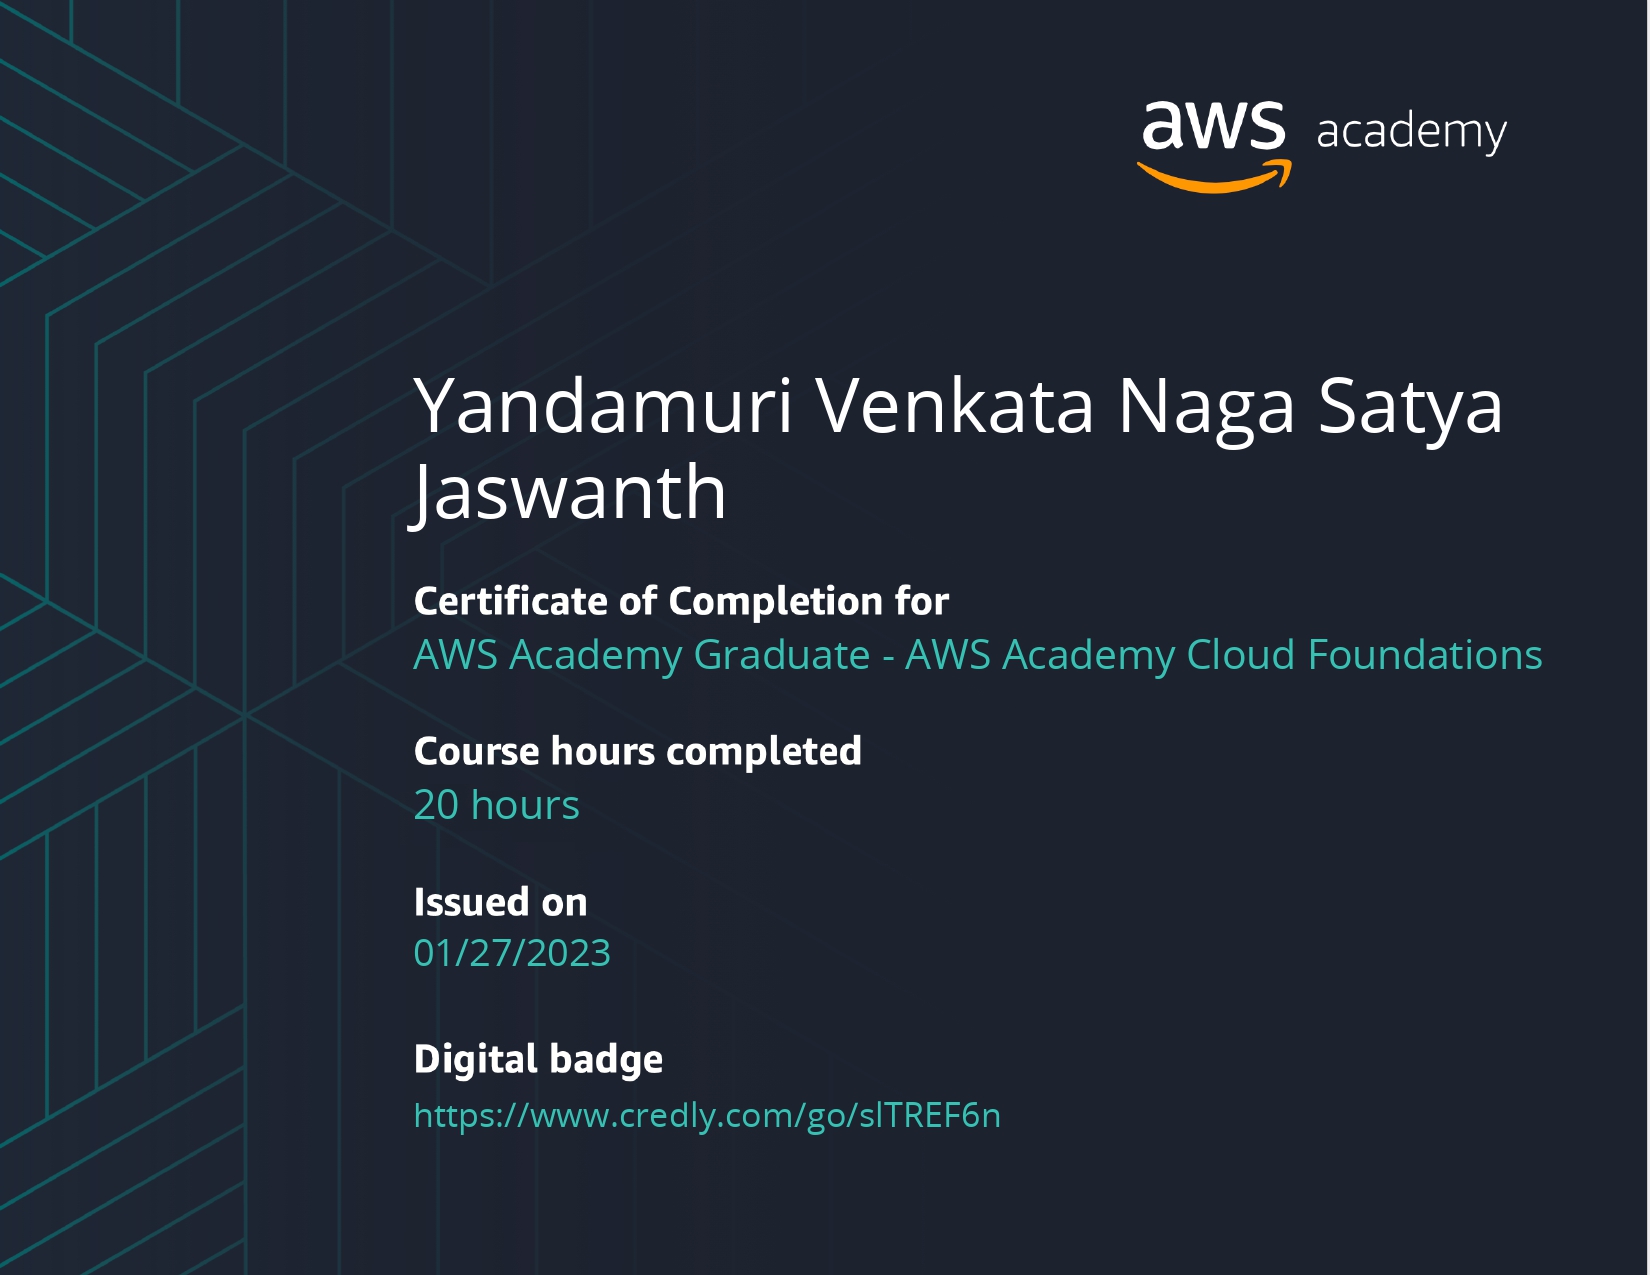 aws academy
Yandamuri Venkata Naga Satya
Jaswanth
Certificate of Completion for
AWS Academy Graduate - AWS Academy Cloud Foundations
Course hours completed
20 hours
Issued on
01/27/2023
Digital badge
https://www.credly.com/go/slTREF6n